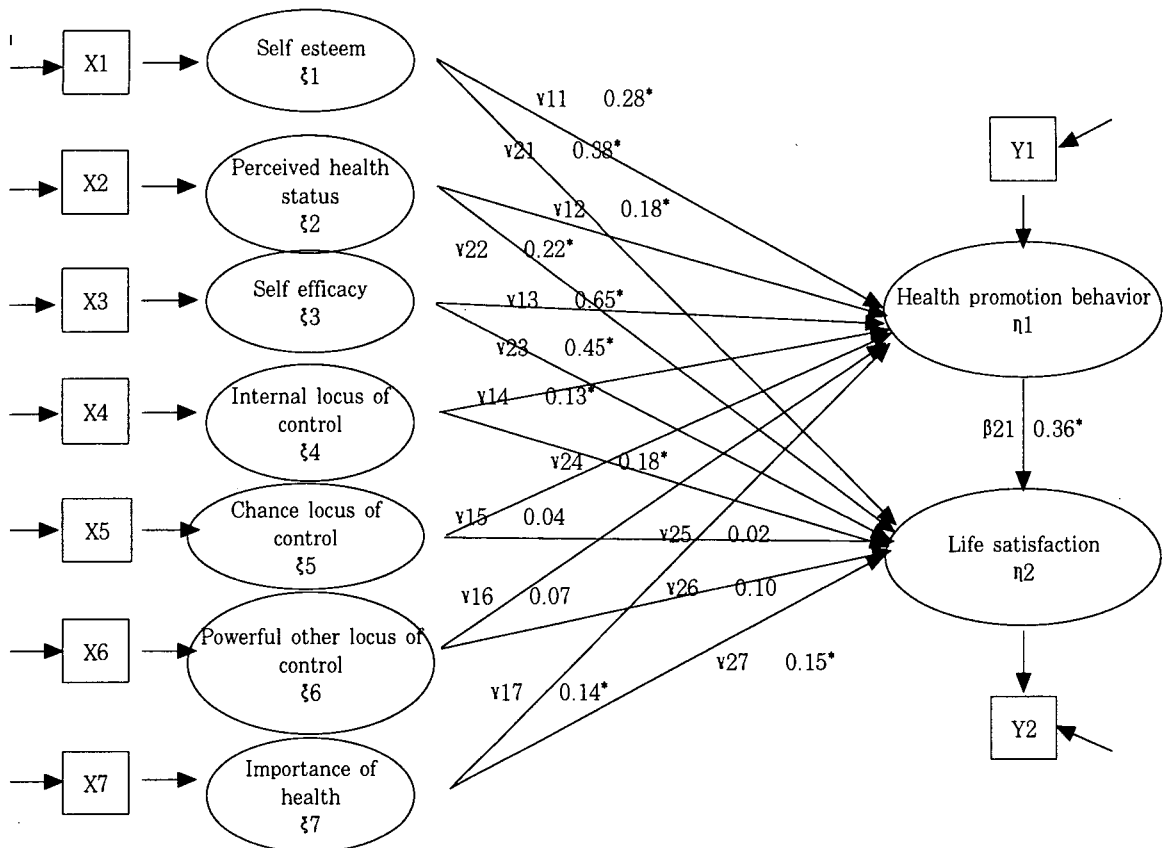 X1
Self esteem
ξ1
X2
Perceived health
status
ξ2
X3
Self efficacy
ξ3
X4
Internal locus of
control
ξ4
X5
Chance locus of
control
ξ5
X6
Powerful other locus of
control
ξ6
X7
Importance of
health
ξ7
γ11 0.28*
γ21 0.38*
γ12 0.18*
γ22 0.22*
γ13 0.65*
γ23 0.45*
γ14 0.13*
γ24 0.18*
γ15 0.04
γ25 0.02
γ16 0.07
γ26 0.10
γ27 0.15*
γ17 0.14*
Y1
Health promotion behavior
η1
β21 0.36*
Life satisfaction
η2
Y2